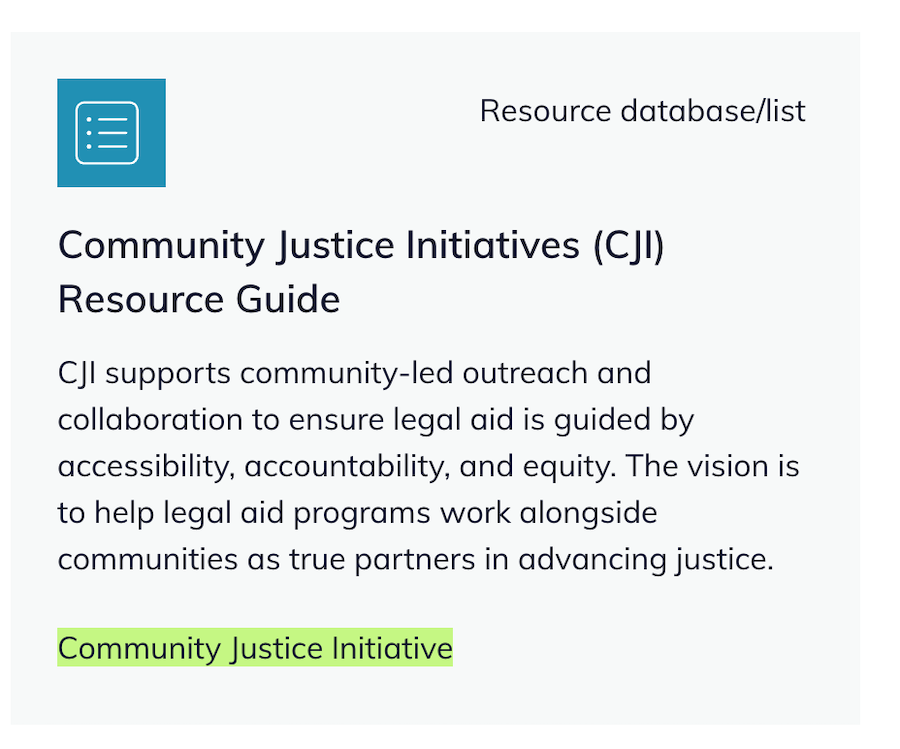 Resource database/list
Community Justice Initiatives (CJI)
Resource Guide
CJI supports community-led outreach and
collaboration to ensure legal aid is guided by
accessibility, accountability, and equity. The vision is
to help legal aid programs work alongside
communities as true partners in advancing justice.
Community Justice Initiative